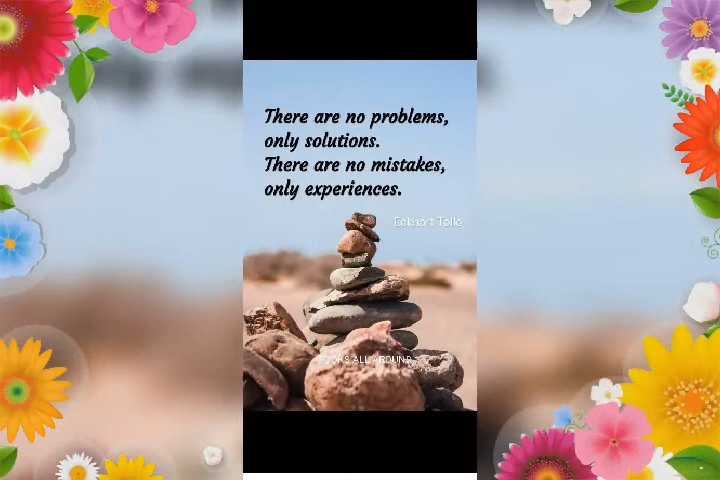 There are no problems,
only solutions.
There are no mistakes,
only experiences.
Eckhart Tolle
BOOKS ALL AROUND